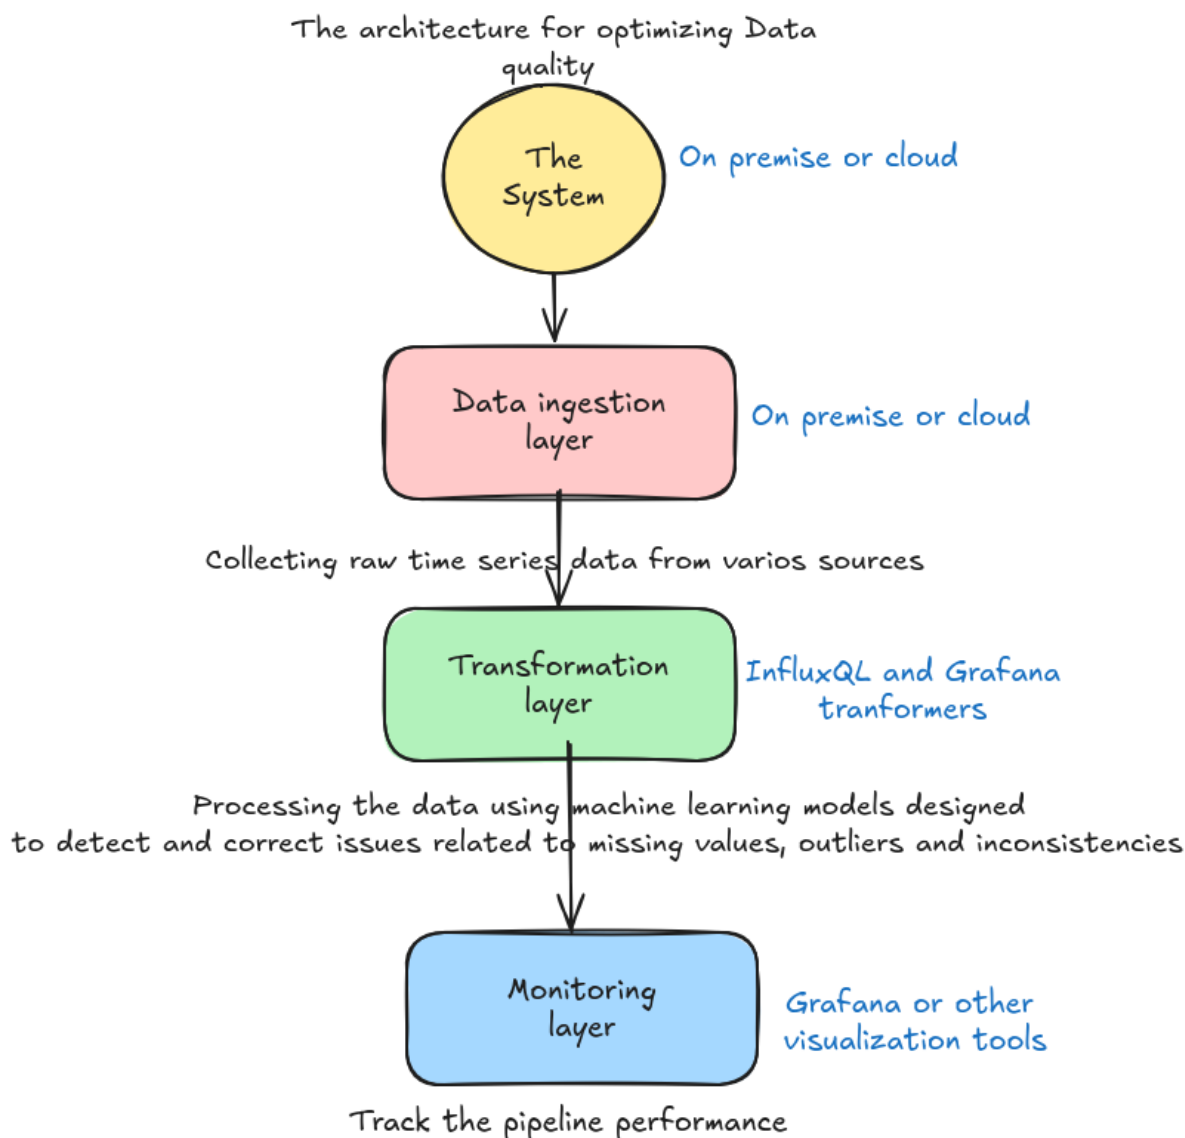 The architecture for optimizing Data
quality
The
System
On premise or cloud
Data ingestion
layer
On premise or cloud
Collecting raw time series data from varios sources
Transformation
layer
InfluxQL and Grafana
tranformers
Processing the data using machine learning models designed
to detect and correct issues related to missing values, outliers and inconsistencies
Monitoring
layer
Grafana or other
visualization tools
Track the pipeline performance